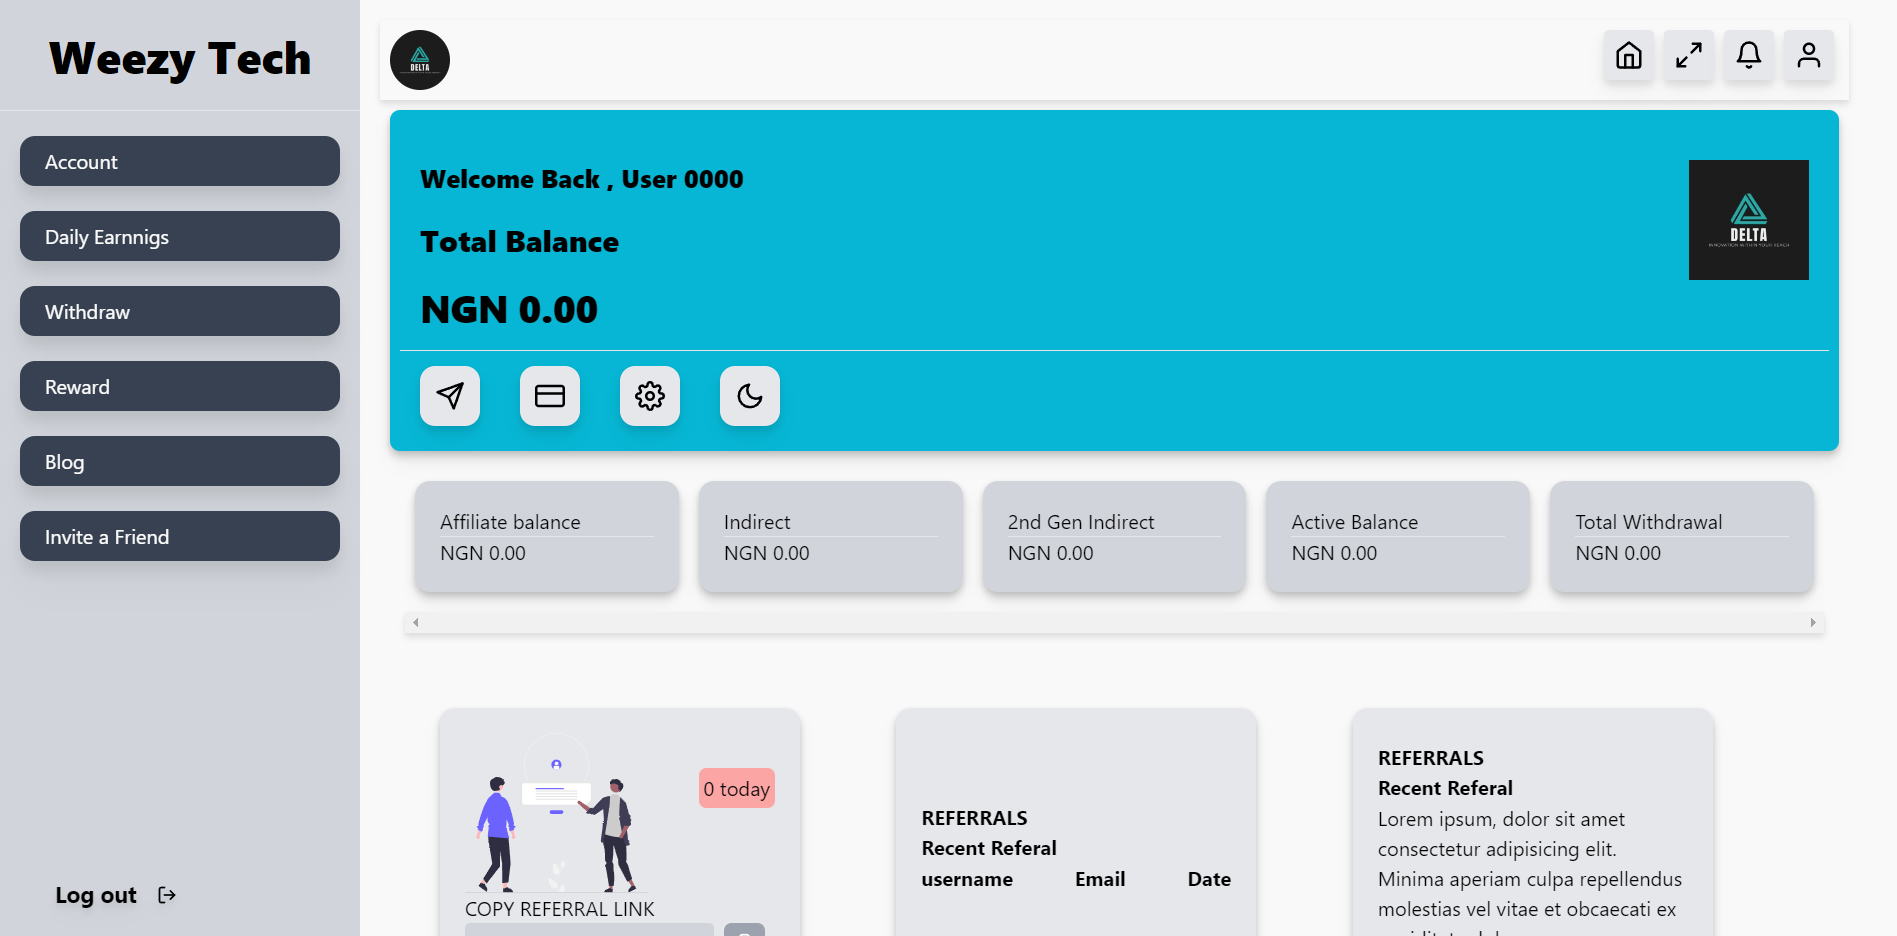 Weezy Tech
Account
Daily Earnnigs
Withdraw
Reward
Blog
Invite a Friend
Log out
DELTA
Welcome Back , User 0000
Total Balance
NGN 0.00
DELTA
INNOVATION WITHIN YOUR REACH
Affiliate balance
NGN 0.00
Indirect
NGN 0.00
2nd Gen Indirect
NGN 0.00
Active Balance
NGN 0.00
Total Withdrawal
NGN 0.00
0 today
COPY REFERRAL LINK
REFERRALS
Recent Referal
username Email Date
REFERRALS
Recent Referal
Lorem ipsum, dolor sit amet
consectetur adipisicing elit.
Minima aperiam culpa repellendus
molestias vel vitae et obcaecati ex